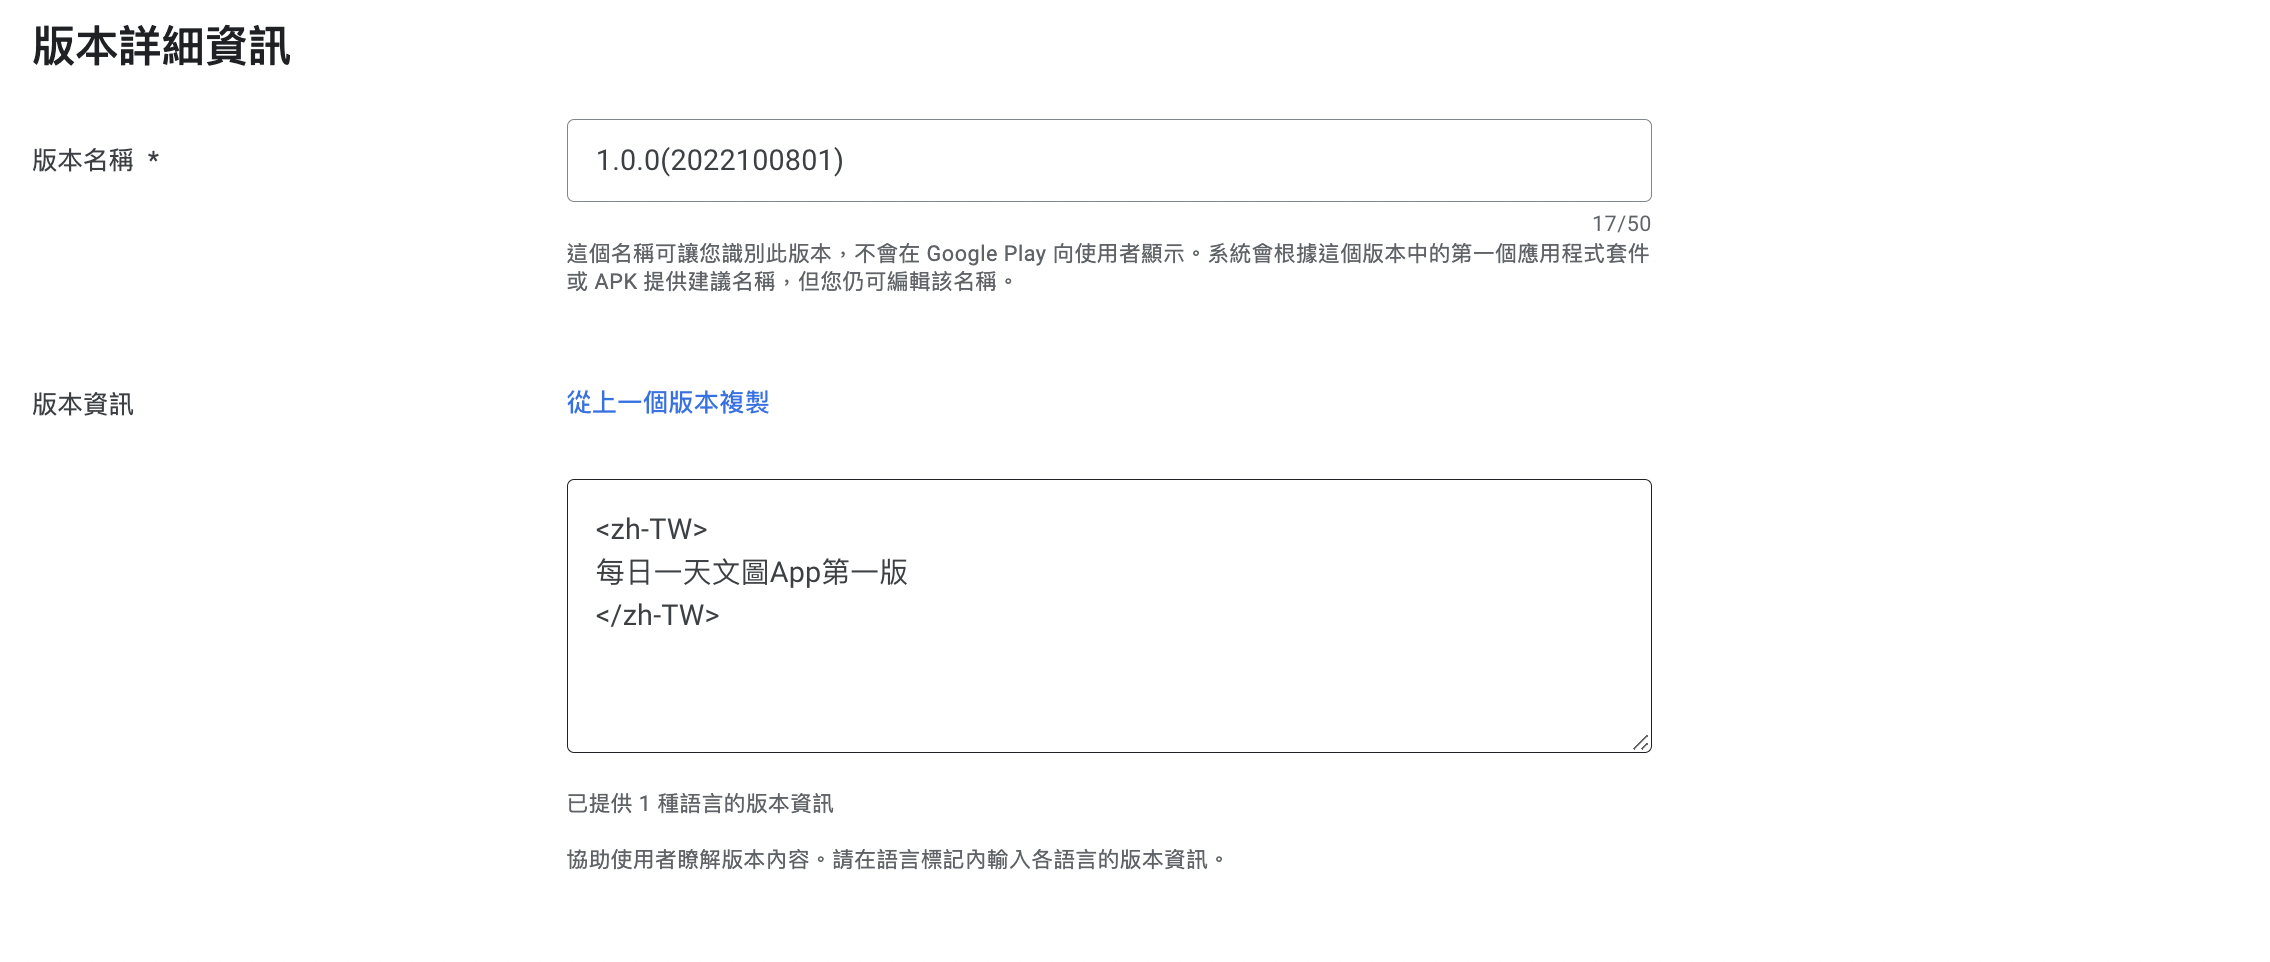 版本詳細資訊
版本名稱 *
1.0.0(2022100801)
17/50
這個名稱可讓您識別此版本，不會在 Google Play 向使用者顯示。系統會根據這個版本中的第一個應用程式套件
或 APK 提供建議名稱，但您仍可編輯該名稱。
版本資訊
從上一個版本複製
<zh-TW>
每日一天文圖App第一版
</zh-TW>
已提供 1 種語言的版本資訊
協助使用者瞭解版本內容。請在語言標記內輸入各語言的版本資訊。